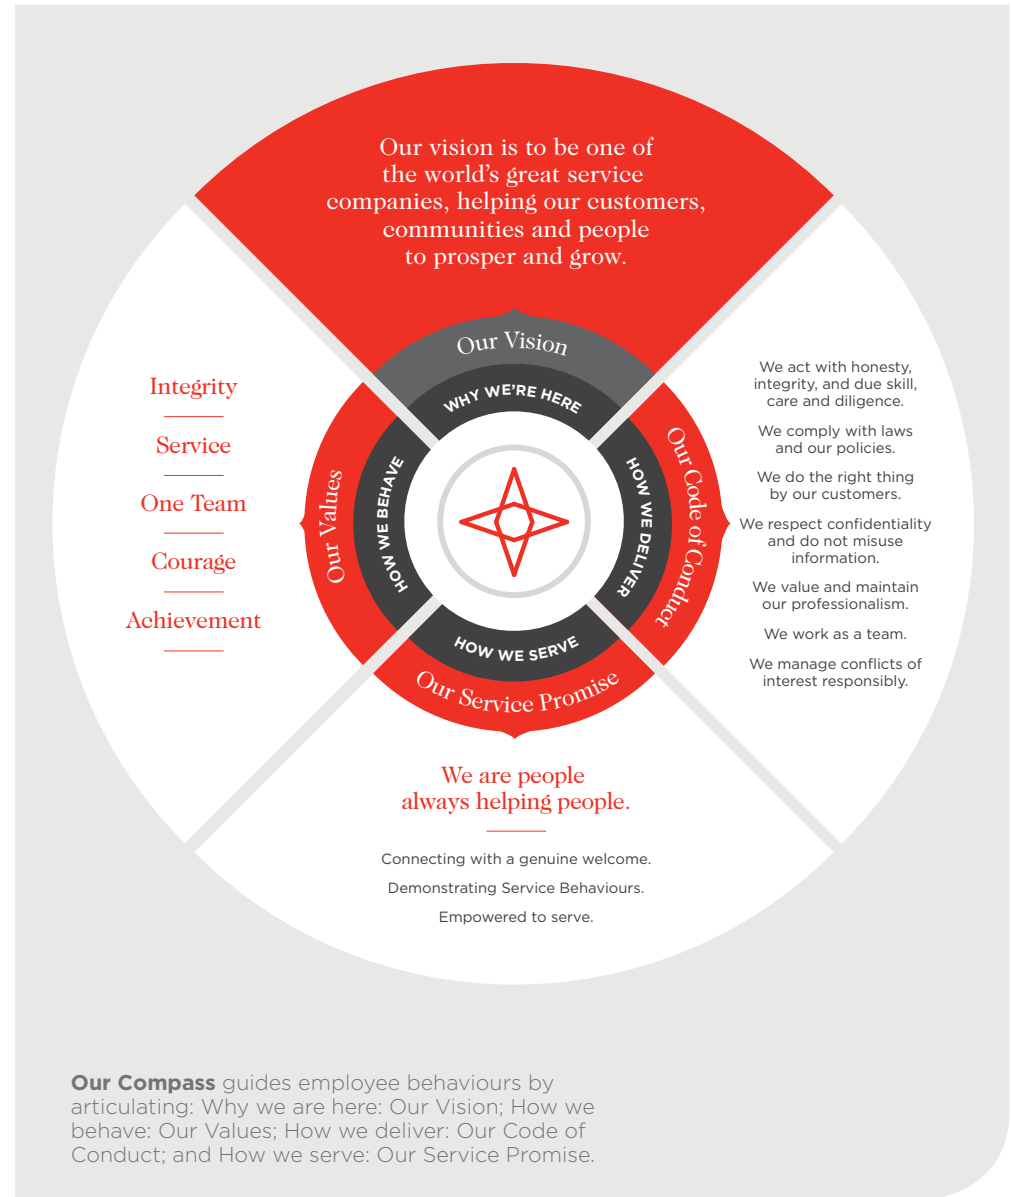 Our vision is to be one of
the world's great service
companies, helping our customers,
communities and people
to prosper and grow.
Our Vision
WHY WE'RE HERE
Integrity
Service
One Team
Courage
Achievement
Our Values
HOW WE BEHAVE
HOW WE DELIVER
Our Code of Conduct
We act with honesty,
integrity, and due skill,
care and diligence.
We comply with laws
and our policies.
We do the right thing
by our customers.
We respect confidentiality
and do not misuse
information.
We value and maintain
our professionalism.
We work as a team.
We manage conflicts of
interest responsibly.
HOW WE SERVE
Our Service Promise
We are people
always helping people.
Connecting with a genuine welcome.
Demonstrating Service Behaviours.
Empowered to serve.
Our Compass guides employee behaviours by
articulating: Why we are here: Our Vision; How we
behave: Our Values; How we deliver: Our Code of
Conduct; and How we serve: Our Service Promise.